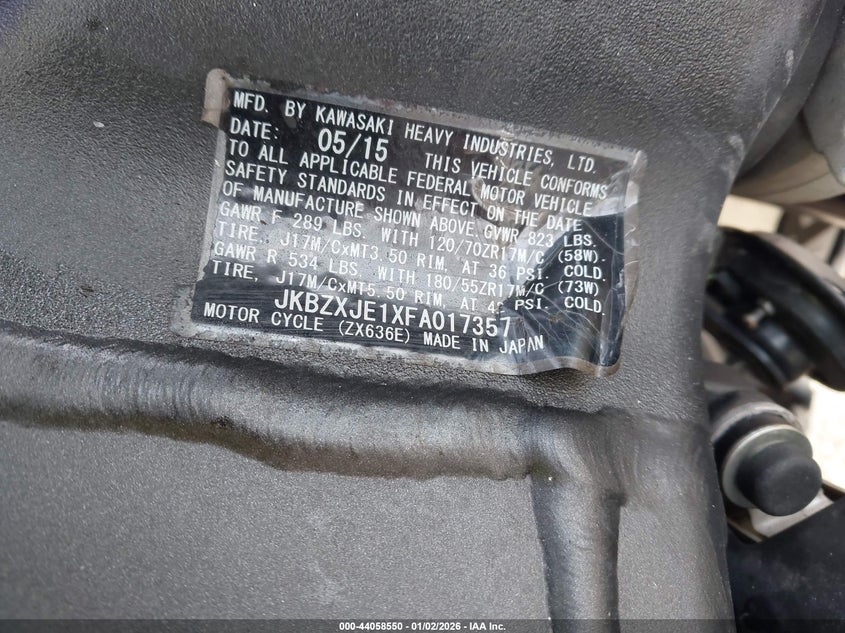 MFD. BY KAWASAKI HEAVY INDUSTRIES, LTD.
DATE: 05/15 THIS VEHICLE CONFORMS
TO ALL APPLICABLE FEDERAL MOTOR VEHICLE
SAFETY STANDARDS IN EFFECT ON THE DATE
OF MANUFACTURE SHOWN ABOVE. GVWR 823 LBS.
GAWR F 289 LBS. WITH 120/70ZR17M/C (58W)
TIRE, J17M/CxMT3.50 RIM, AT 36 PSI. COLD.
GAWR R 534 LBS. WITH 180/55ZR17M/C (73W)
TIRE, J17M/CxMT5.50 RIM, AT 42 PSI. COLD.
JKBZXJE1XFA017357
MOTOR CYCLE (ZX636E) MADE IN JAPAN
000-44058550 - 01/02/2026 - IAA Inc.